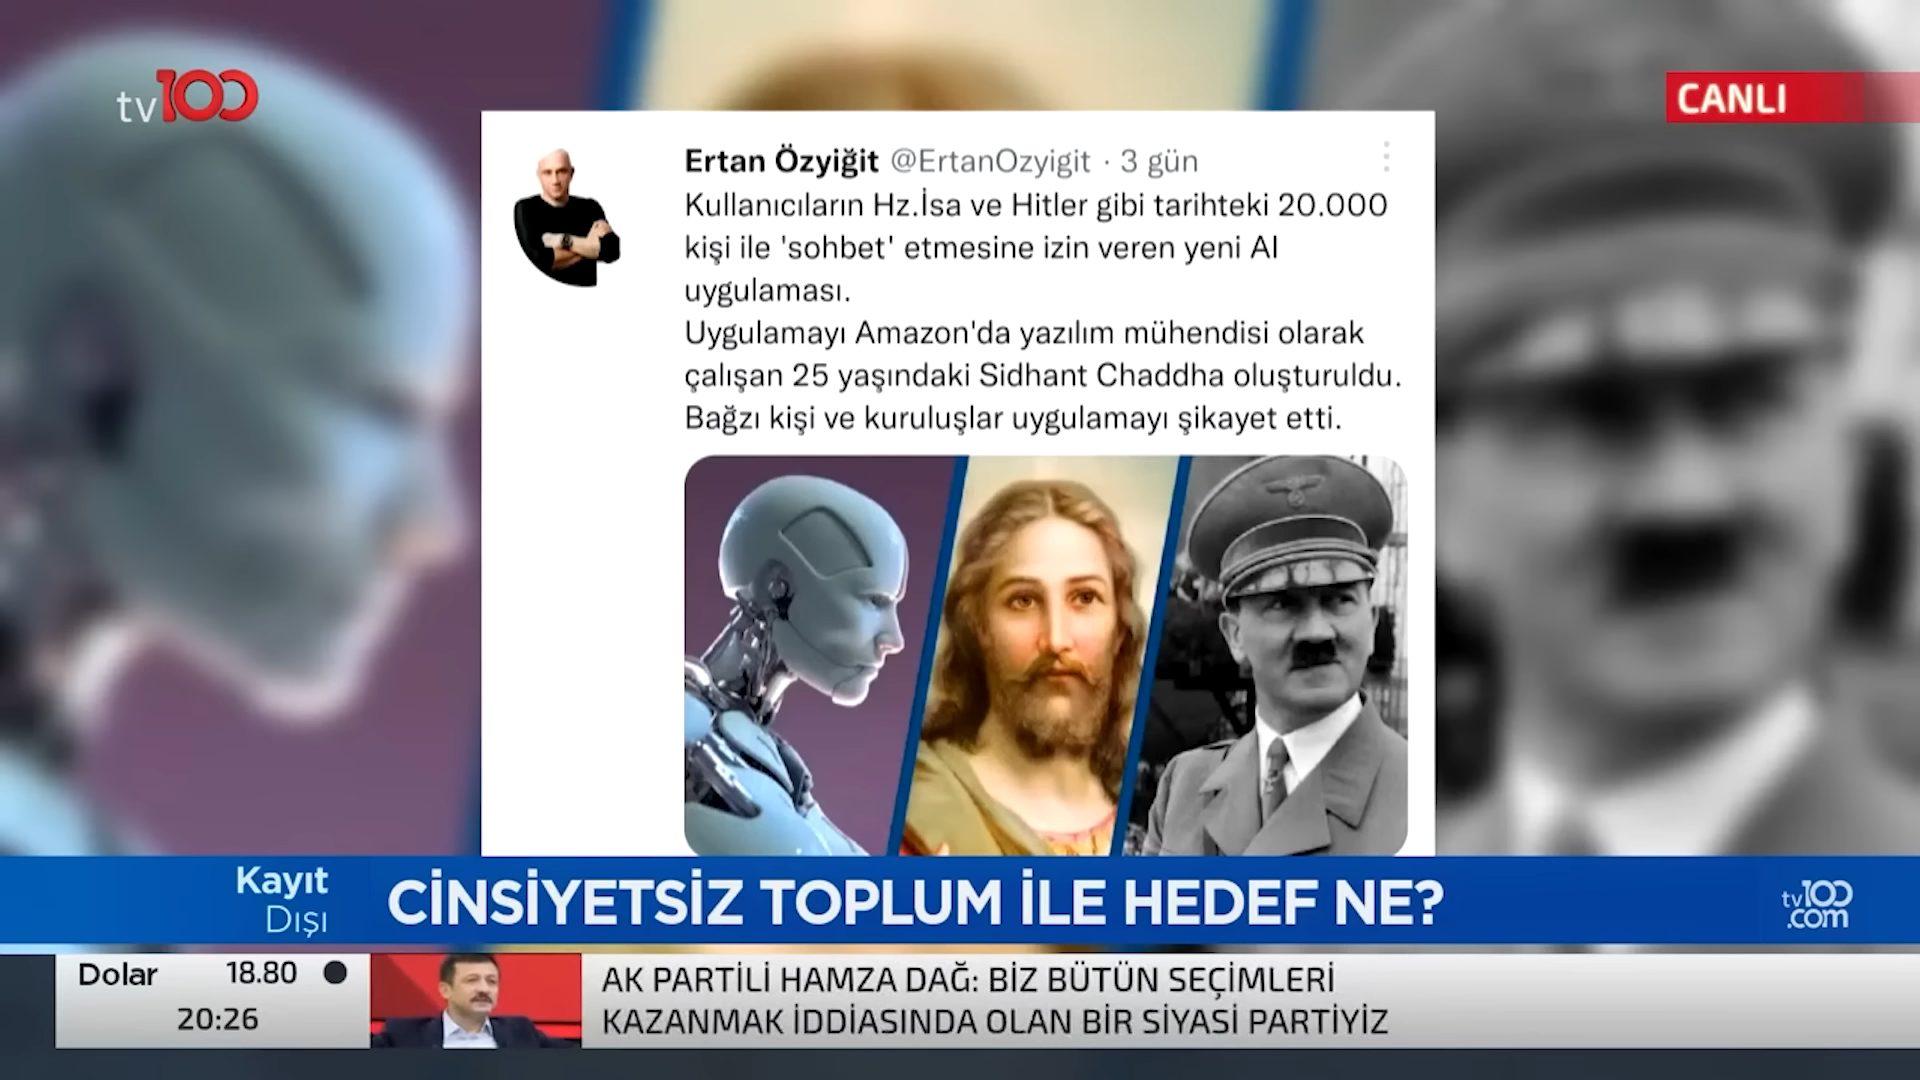 tv100
CANLI
Ertan Özyiğit @ErtanOzyigit · 3 gün
Kullanıcıların Hz.İsa ve Hitler gibi tarihteki 20.000
kişi ile 'sohbet' etmesine izin veren yeni AI
uygulaması.
Uygulamayı Amazon'da yazılım mühendisi olarak
çalışan 25 yaşındaki Sidhant Chaddha oluşturuldu.
Bağzı kişi ve kuruluşlar uygulamayı şikayet etti.
Kayıt
Dışı
CİNSİYETSİZ TOPLUM İLE HEDEF NE?
tv100
.com
Dolar 18.80
20:26
AK PARTİLİ HAMZA DAĞ: BİZ BÜTÜN SEÇİMLERİ
KAZANMAK İDDİASINDA OLAN BİR SİYASİ PARTİYİZ